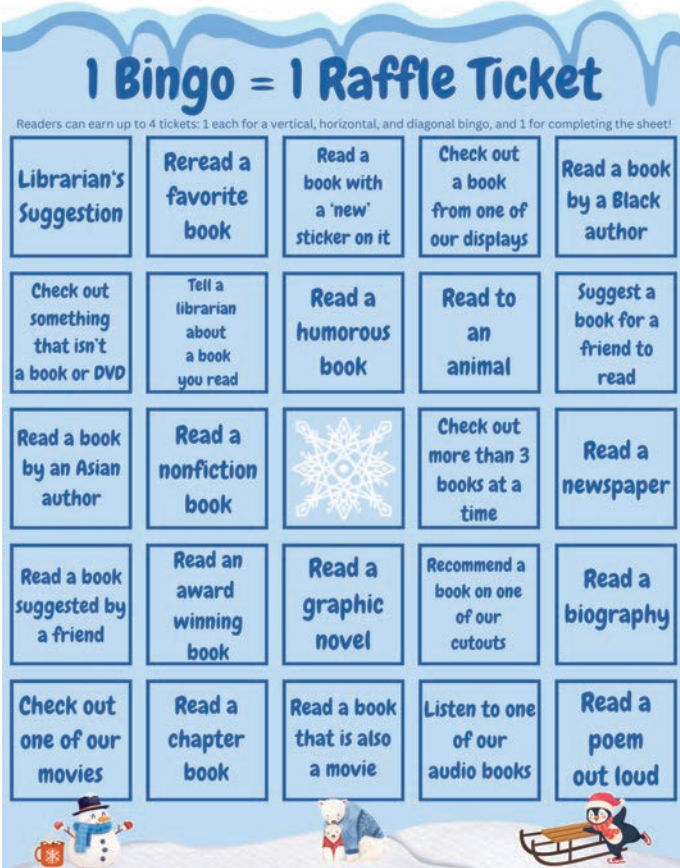 1 Bingo = 1 Raffle Ticket
Readers can earn up to 4 tickets: 1 each for a vertical, horizontal, and diagonal bingo, and 1 for completing the sheet!
Librarian's
Suggestion
Reread a
favorite
book
Read a
book with
a 'new'
sticker on it
Check out
a book
from one of
our displays
Read a book
by a Black
author
Check out
something
that isn't
a book or DVD
Tell a
librarian
about
a book
you read
Read a
humorous
book
Read to
an
animal
Suggest a
book for a
friend to
read
Read a book
by an Asian
author
Read a
nonfiction
book
Check out
more than 3
books at a
time
Read a
newspaper
Read a book
suggested by
a friend
Read an
award
winning
book
Read a
graphic
novel
Recommend a
book on one
of our
cutouts
Read a
biography
Check out
one of our
movies
Read a
chapter
book
Read a book
that is also
a movie
Listen to one
of our
audio books
Read a
poem
out loud